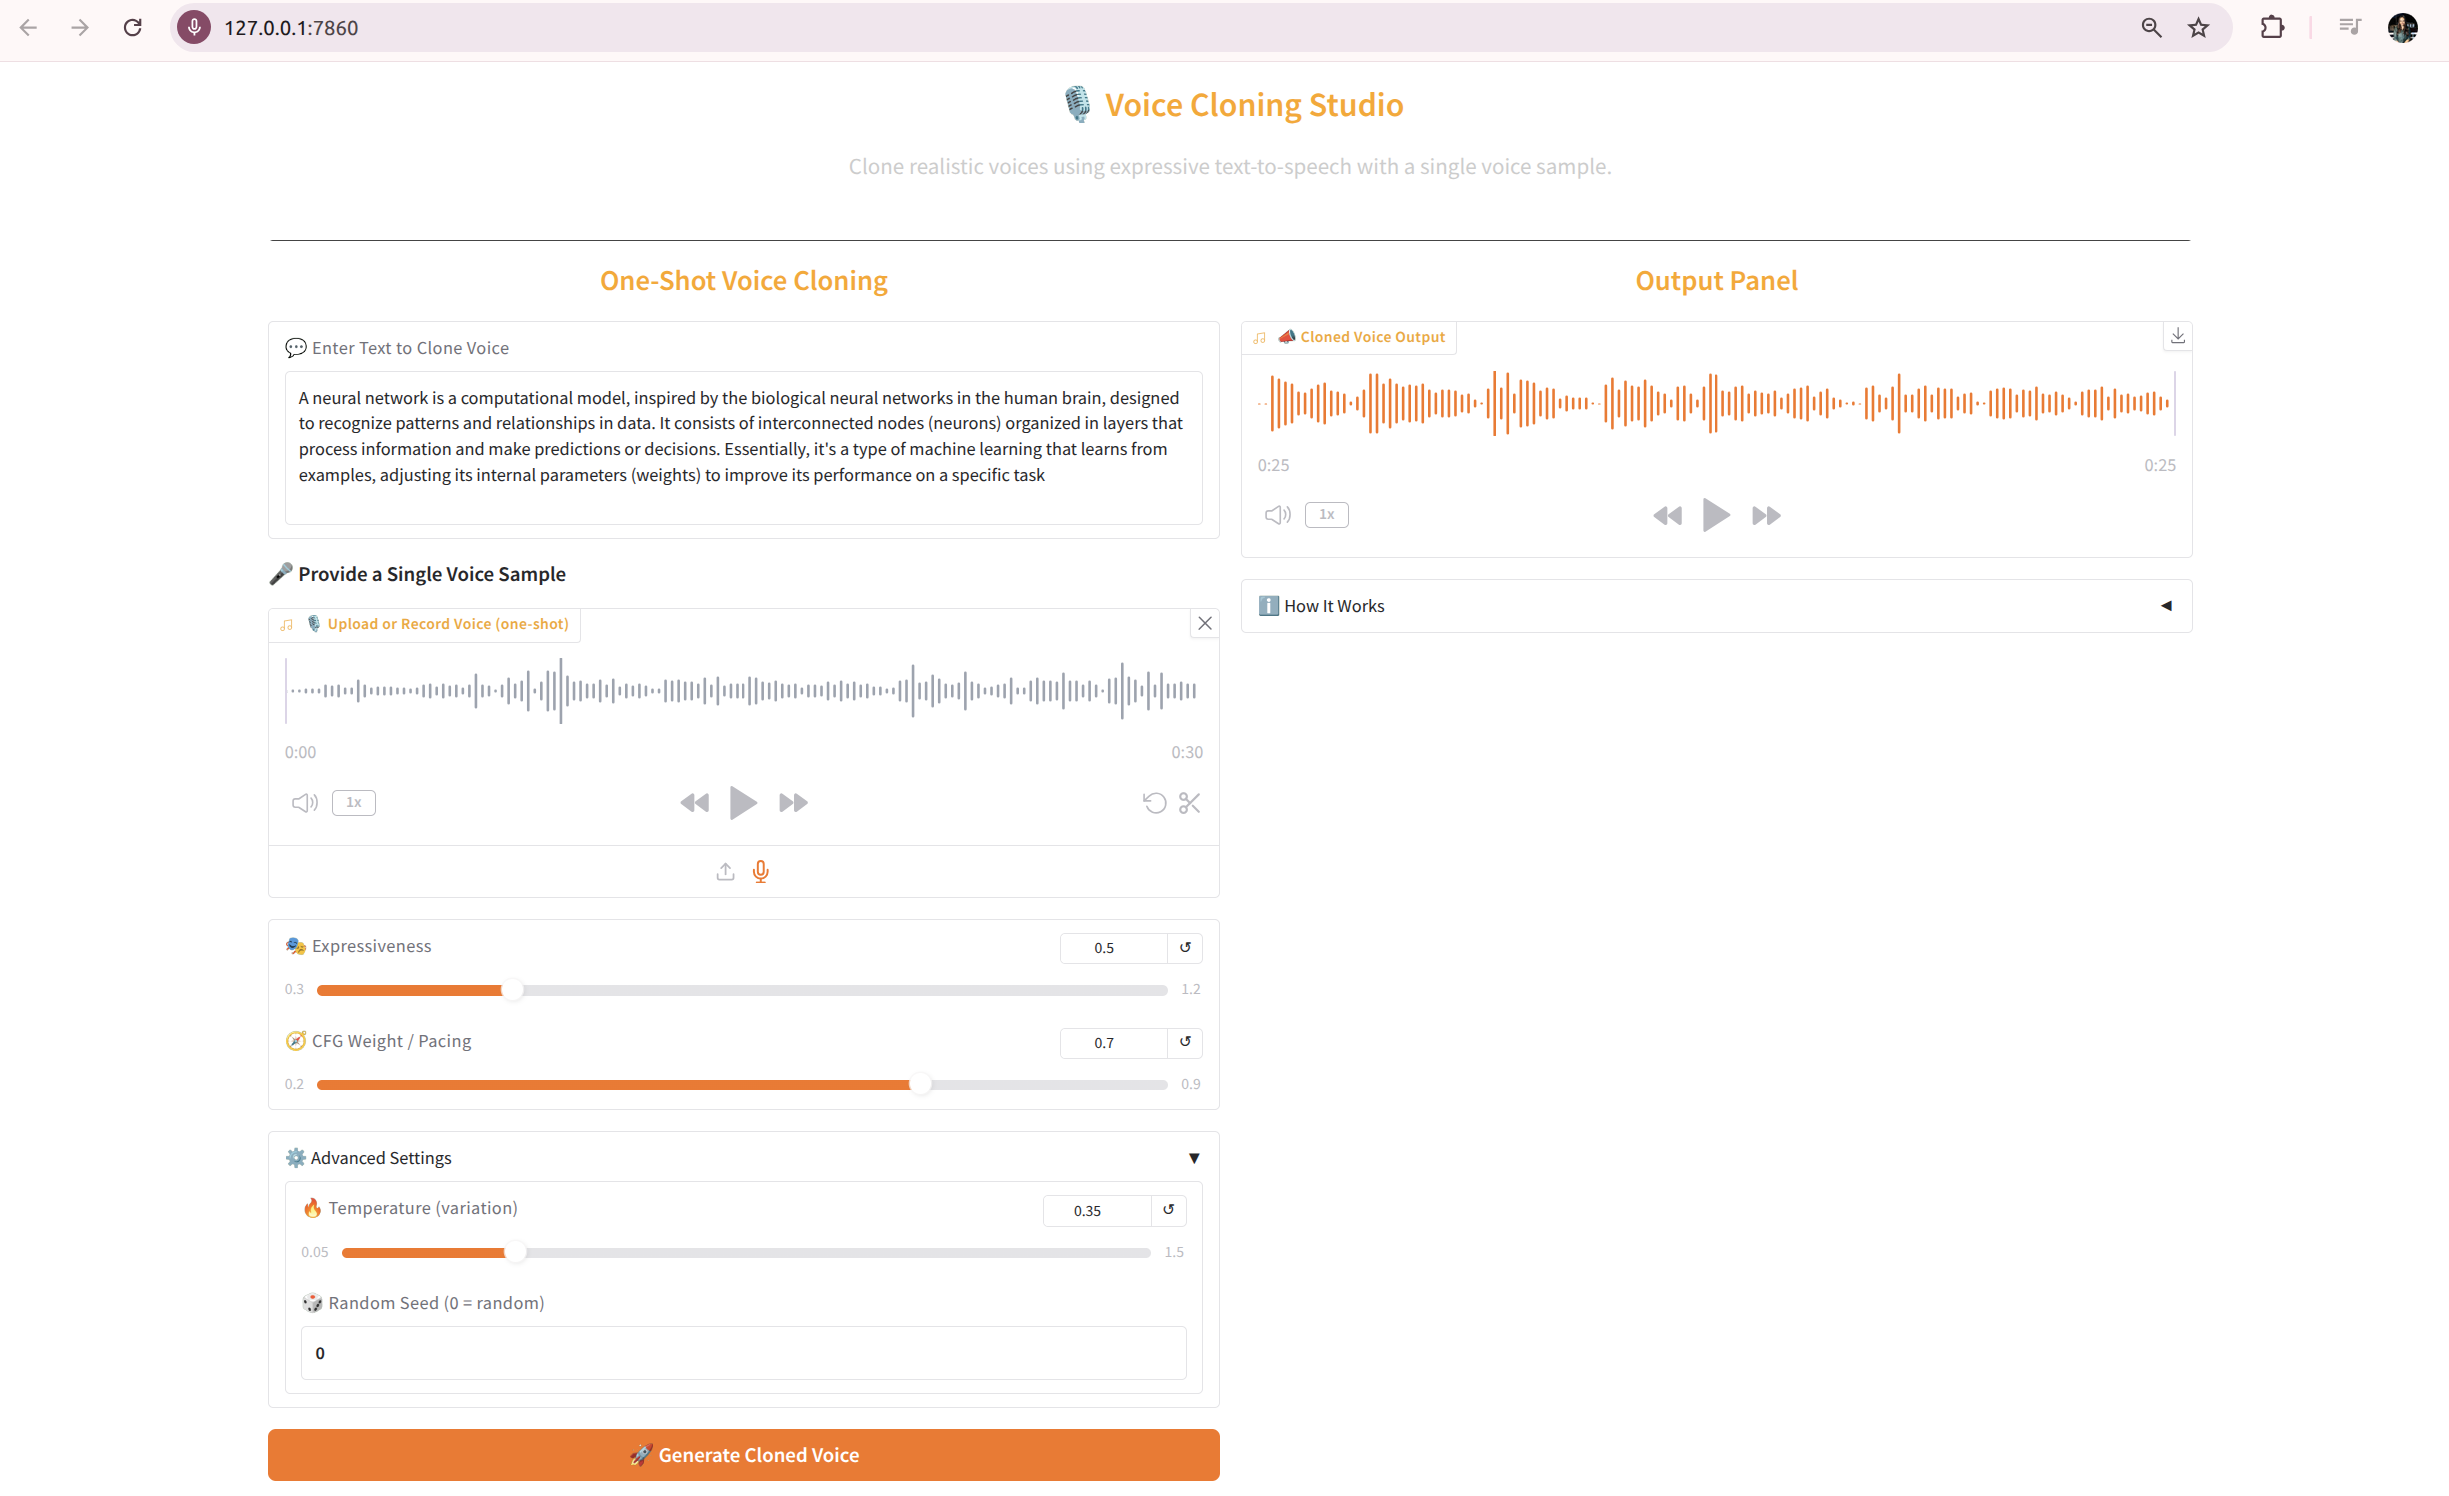 127.0.0.1:7860
Voice Cloning Studio
Clone realistic voices using expressive text-to-speech with a single voice sample.
One-Shot Voice Cloning
Enter Text to Clone Voice
A neural network is a computational model, inspired by the biological neural networks in the human brain, designed
to recognize patterns and relationships in data. It consists of interconnected nodes (neurons) organized in layers that
process information and make predictions or decisions. Essentially, it's a type of machine learning that learns from
examples, adjusting its internal parameters (weights) to improve its performance on a specific task
Provide a Single Voice Sample
Upload or Record Voice (one-shot)
0:00
0:30
1x
Expressiveness
0.5
0.3
1.2
CFG Weight / Pacing
0.7
0.2
0.9
Advanced Settings
Temperature (variation)
0.35
0.05
1.5
Random Seed (0 = random)
0
Generate Cloned Voice
Output Panel
Cloned Voice Output
0:25
0:25
1x
How It Works